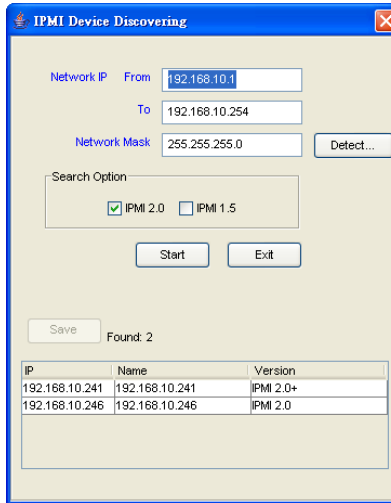 IPMI Device Discovering
Network IP From 192.168.10.1
To 192.168.10.254
Network Mask 255.255.255.0 Detect...
Search Option
IPMI 2.0 IPMI 1.5
Start Exit
Save Found: 2
IP Name Version
192.168.10.241 192.168.10.241 IPMI 2.0+
192.168.10.246 192.168.10.246 IPMI 2.0